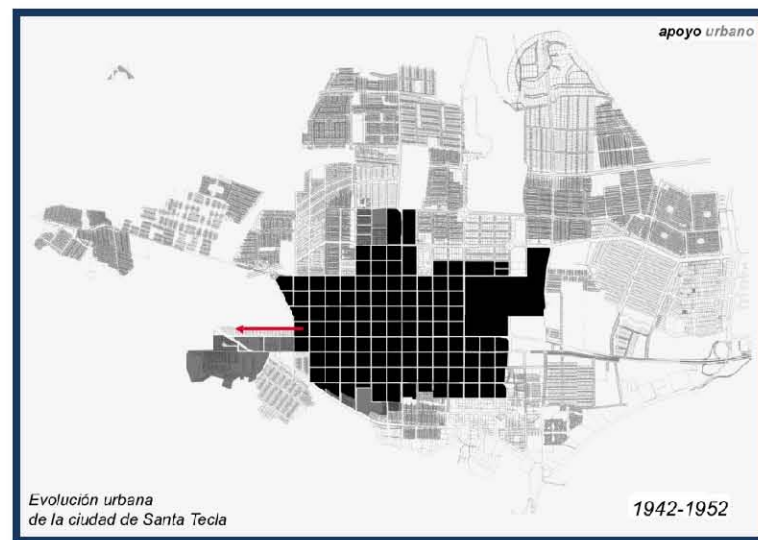 apoyo urbano
Evolución urbana
de la ciudad de Santa Tecla
1942-1952